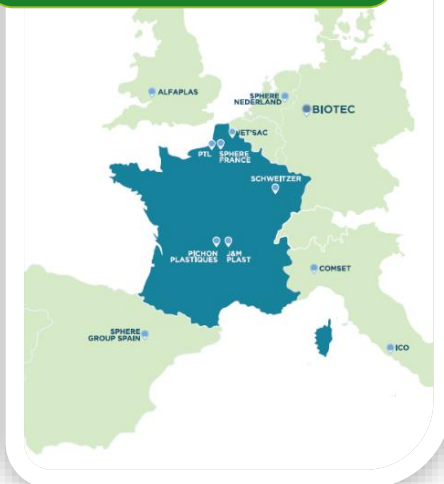 ALFAPLAS
SPHERE
NEDERLAND
BIOTEC
JET'SAC
PTL
SPHERE
FRANCE
SCHWEITZER
PICHON
PLASTIQUES
J&M
PLAST
COMSET
SPHERE
GROUP SPAIN
ICO